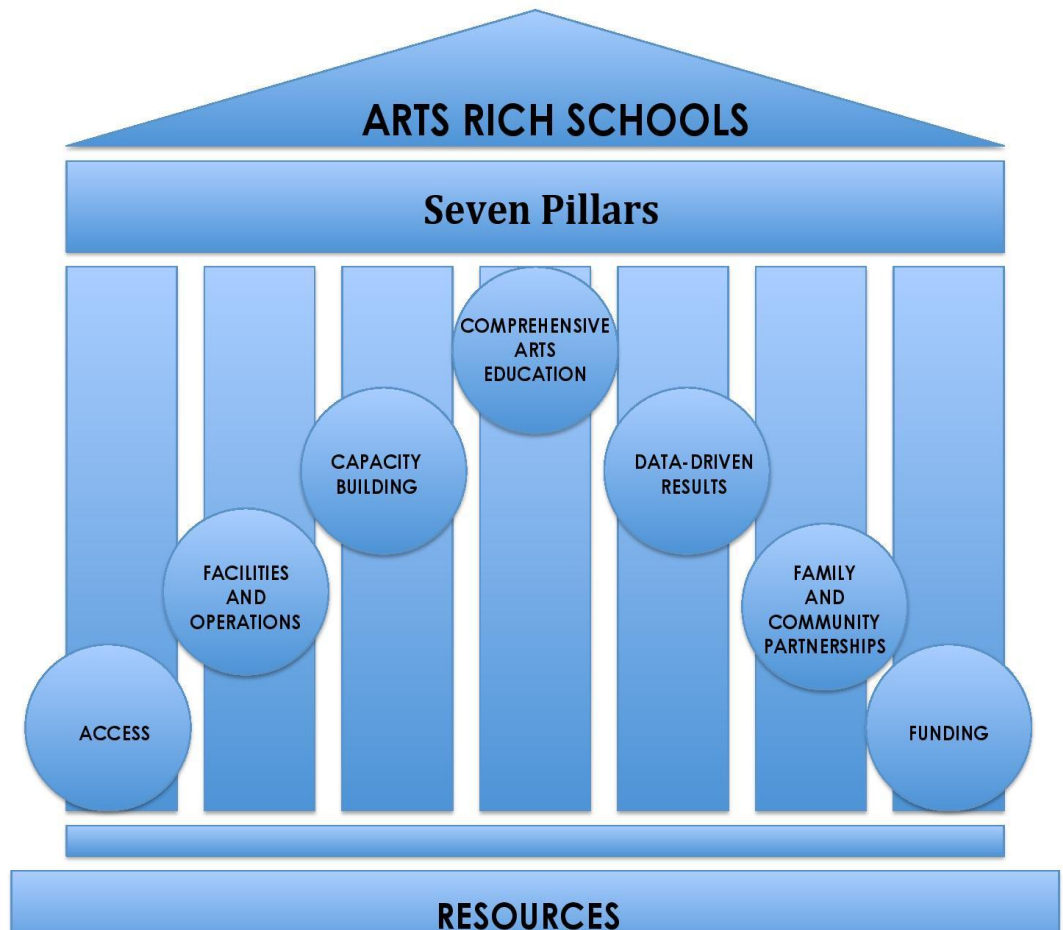 ARTS RICH SCHOOLS
Seven Pillars
COMPREHENSIVE
ARTS
EDUCATION
CAPACITY
BUILDING
DATA-DRIVEN
RESULTS
FACILITIES
AND
OPERATIONS
FAMILY
AND
COMMUNITY
PARTNERSHIPS
ACCESS
FUNDING
RESOURCES